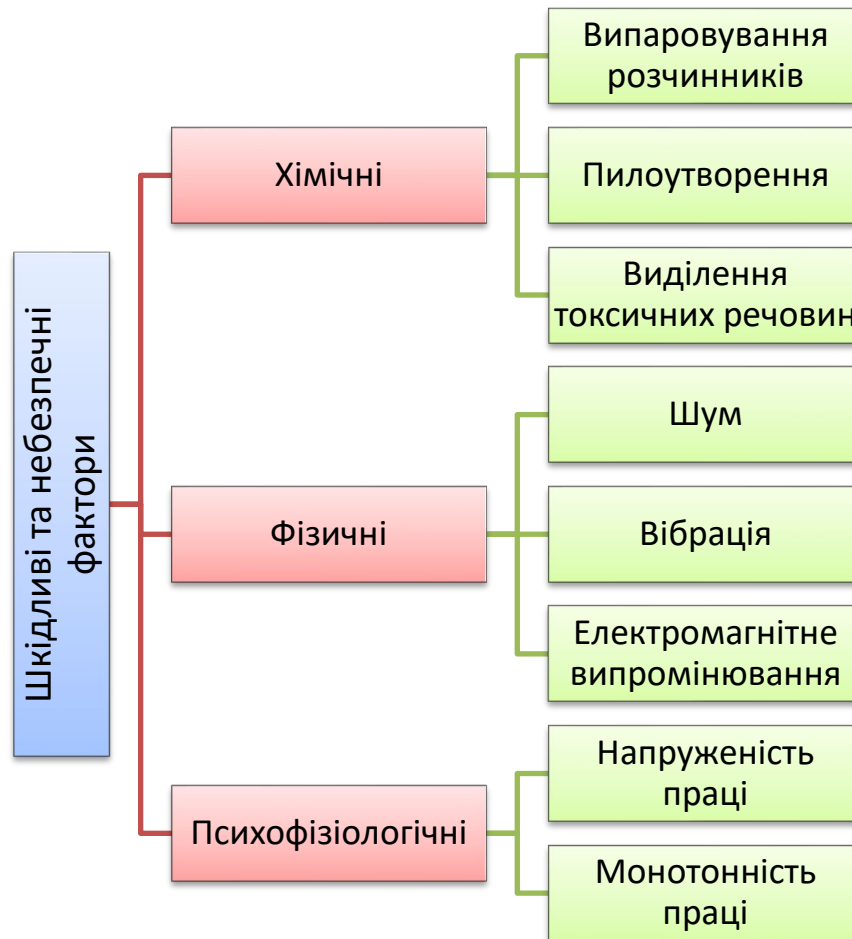 Шкідливі та небезпечні
фактори
Хімічні
Випаровування
розчинників
Пилоутворення
Виділення
токсичних речовин
Фізичні
Шум
Вібрація
Електромагнітне
випромінювання
Психофізіологічні
Напруженість
праці
Монотонність
праці